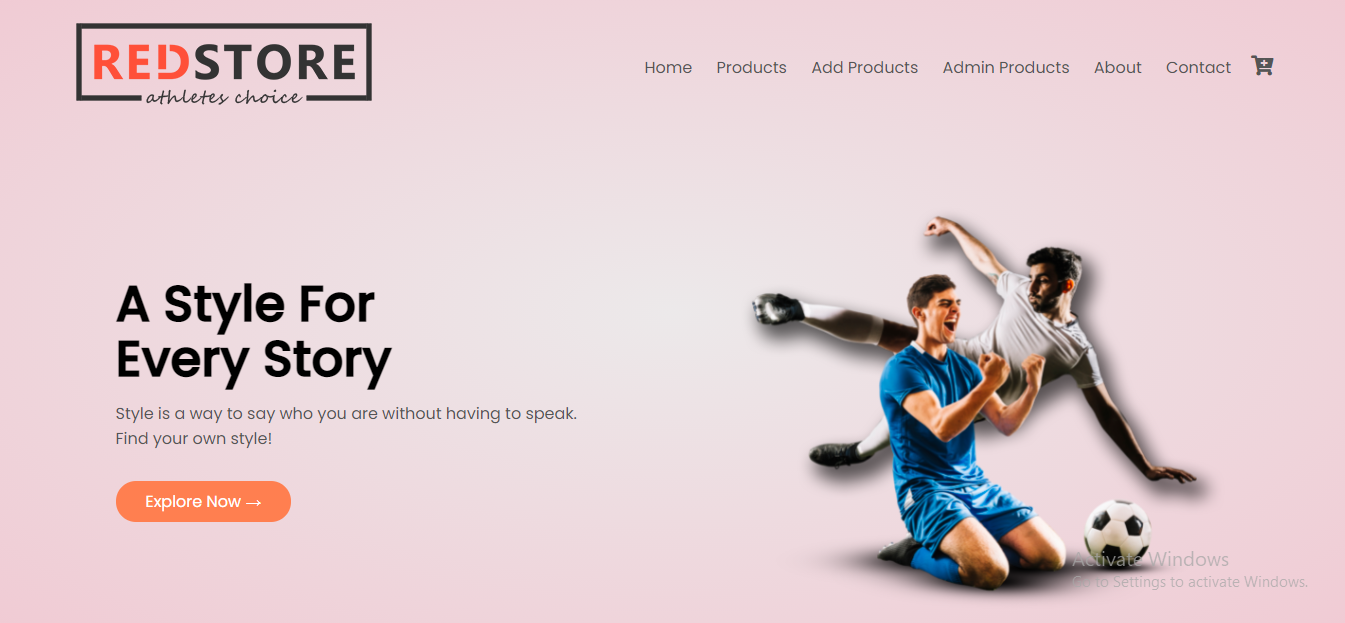 REDSTORE
athletes choice
Home Products Add Products Admin Products About Contact
A Style For
Every Story
Style is a way to say who you are without having to speak.
Find your own style!
Explore Now →
Activate Windows
Go to Settings to activate Windows.